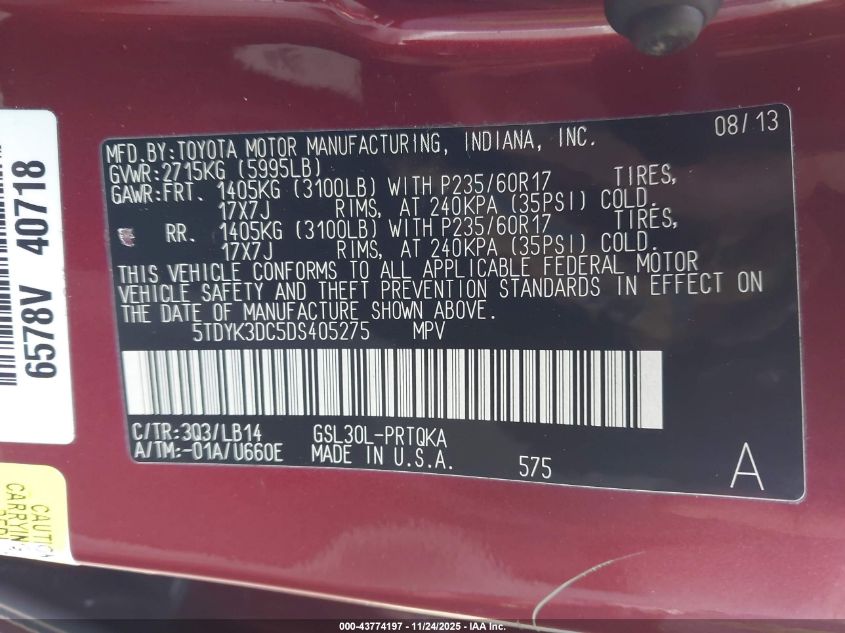 MFD.BY:TOYOTA MOTOR MANUFACTURING, INDIANA, INC. 08/13
GVWR:2715KG (5995LB)
GAWR:FRT. 1405KG (3100LB) WITH P235/60R17 TIRES,
17X7J RIMS, AT 240KPA (35PSI) COLD.
RR. 1405KG (3100LB) WITH P235/60R17 TIRES,
17X7J RIMS, AT 240KPA (35PSI) COLD.
THIS VEHICLE CONFORMS TO ALL APPLICABLE FEDERAL MOTOR
VEHICLE SAFETY AND THEFT PREVENTION STANDARDS IN EFFECT ON
THE DATE OF MANUFACTURE SHOWN ABOVE.
5TDYK3DC5DS405275 MPV
C/TR:3Q3/LB14 GSL30L-PRTQKA
A/TM:-01A/U660E MADE IN U.S.A. 575 A
6578V 40718
CAUTI
CARRYIN
000-43774197 - 11/24/2025 - IAA Inc.